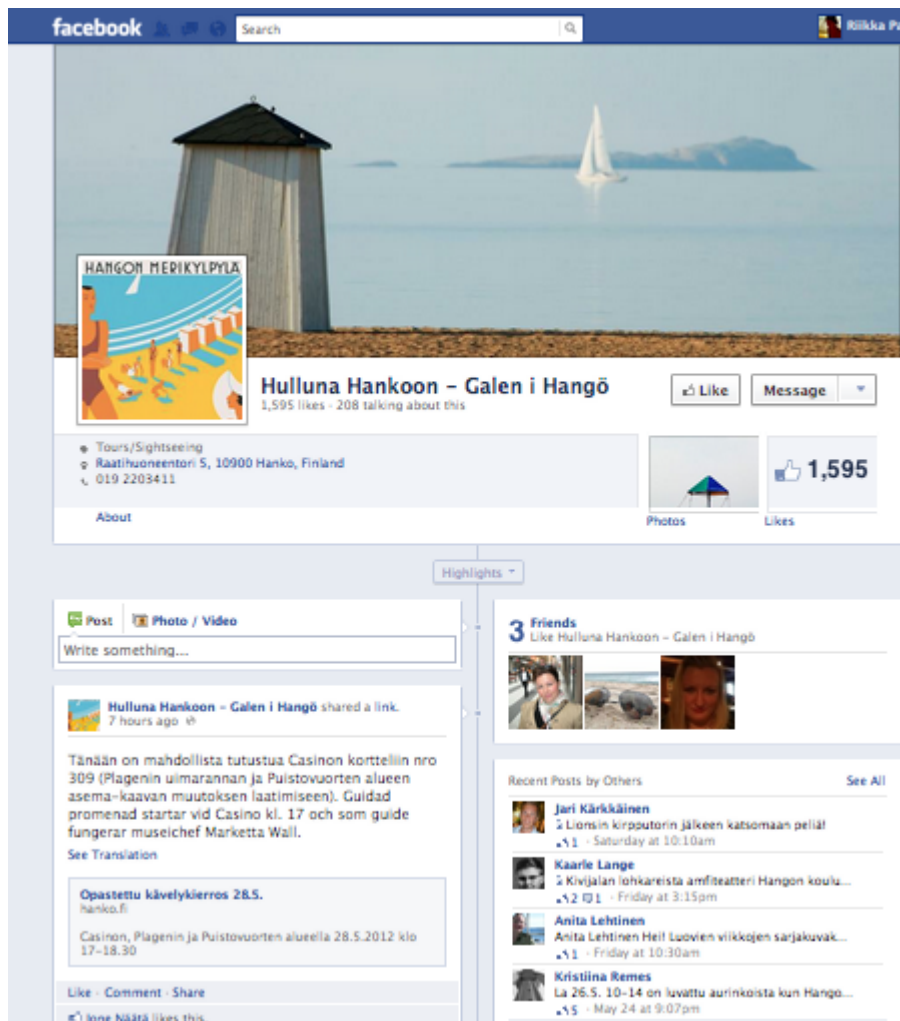 facebook
Search
Riikka Pa
HANGON MERIKYLPYLÄ
Hulluna Hankoon – Galen i Hangö
1,595 likes · 208 talking about this
Like
Message
Tours/Sightseeing
Raatihuoneentori 5, 10900 Hanko, Finland
019 2203411
About
1,595
Photos
Likes
Highlights
Post
Photo / Video
Write something...
Hulluna Hankoon – Galen i Hangö shared a link.
7 hours ago
Tänään on mahdollista tutustua Casinon kortteliin nro
309 (Plagenin uimarannan ja Puistovuorten alueen
asema-kaavan muutoksen laatimiseen). Guidad
promenad startar vid Casino kl. 17 och som guide
fungerar museichef Marketta Wall.
See Translation
Opastettu kävelykierros 28.5.
hanko.fi
Casinon, Plagenin ja Puistovuorten alueella 28.5.2012 klo
17-18.30
Like · Comment · Share
Jone Näätä likes this.
3 Friends
Like Hulluna Hankoon – Galen i Hangö
Recent Posts by Others
See All
Jari Kärkkäinen
Lionsin kirpputorin jälkeen katsomaan peliä!
1 · Saturday at 10:10am
Kaarle Lange
Kivijalan lohkareista amfiteatteri Hangon koulu...
2 1 · Friday at 3:15pm
Anita Lehtinen
Anita Lehtinen Hei! Luovien viikkojen sarjakuvak...
1 · Friday at 10:30am
Kristiina Remes
La 26.5. 10-14 on luvattu aurinkoista kun Hango...
5 · May 24 at 9:07pm